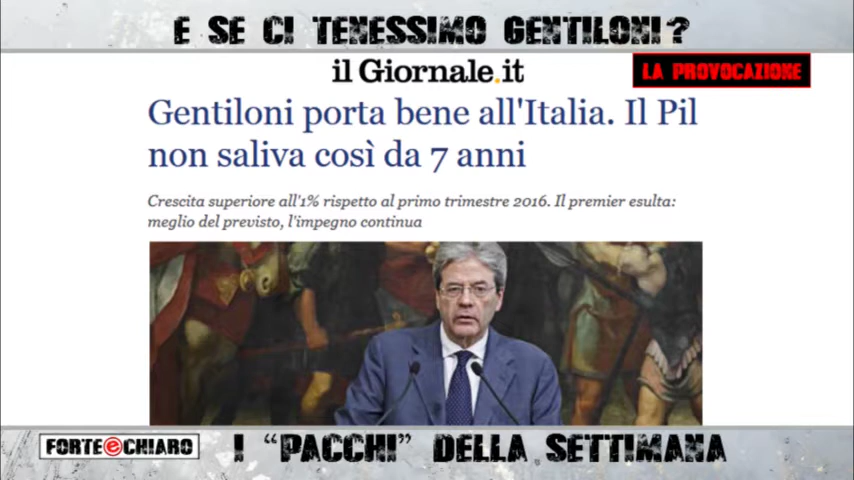 E SE CI TENESSIMO GENTILONI?
il Giornale.it
LA PROVOCAZIONE
Gentiloni porta bene all'Italia. Il Pil
non saliva così da 7 anni
Crescita superiore all'1% rispetto al primo trimestre 2016. Il premier esulta:
meglio del previsto, l'impegno continua
FORTEeCHIARO
I "PACCHI" DELLA SETTIMANA